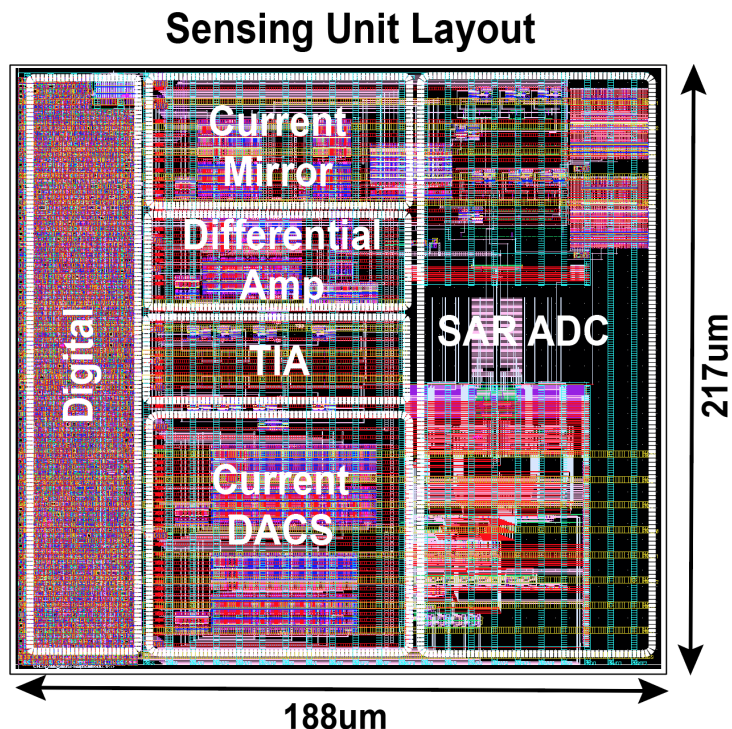 Sensing Unit Layout
Current
Mirror
Differential
Amp
TIA
Current
DACS
Digital
SAR ADC
217um
188um